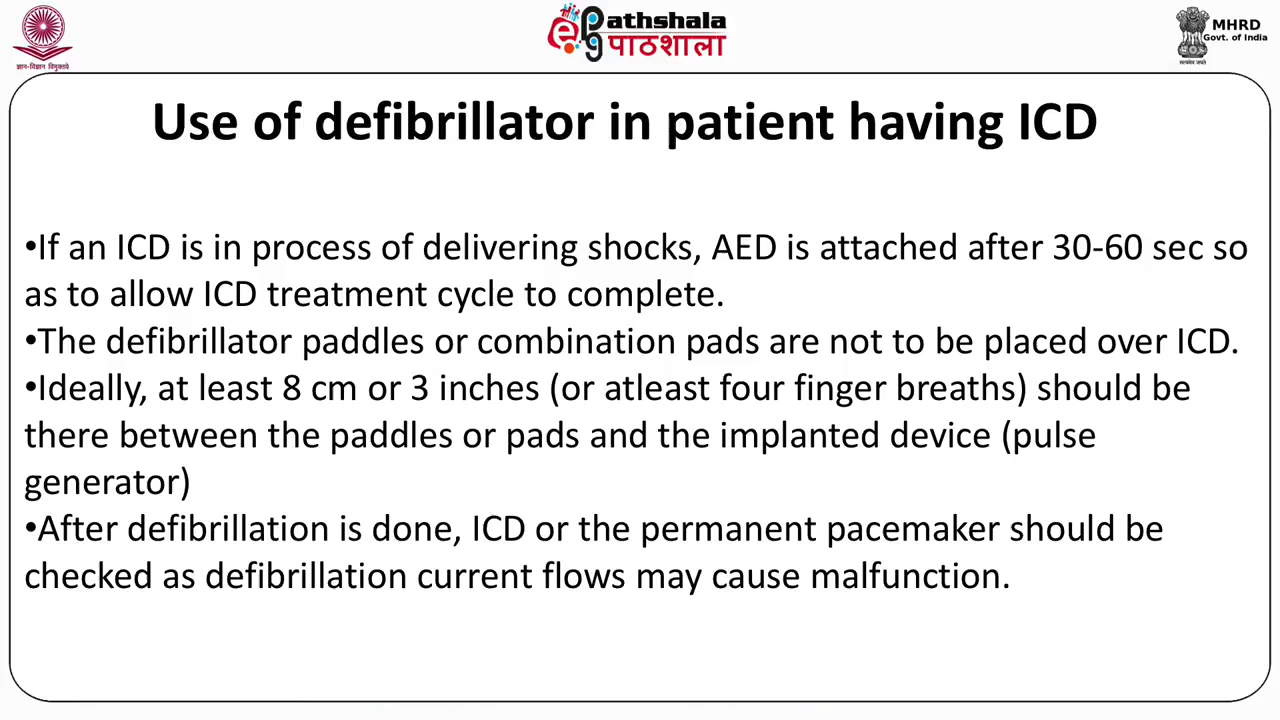 ज्ञान-विज्ञान विमुक्तये
ePathshala
पाठशाला
MHRD
Govt. of India
सत्यमेव जयते
Use of defibrillator in patient having ICD
•If an ICD is in process of delivering shocks, AED is attached after 30-60 sec so
as to allow ICD treatment cycle to complete.
•The defibrillator paddles or combination pads are not to be placed over ICD.
•Ideally, at least 8 cm or 3 inches (or atleast four finger breaths) should be
there between the paddles or pads and the implanted device (pulse
generator)
•After defibrillation is done, ICD or the permanent pacemaker should be
checked as defibrillation current flows may cause malfunction.